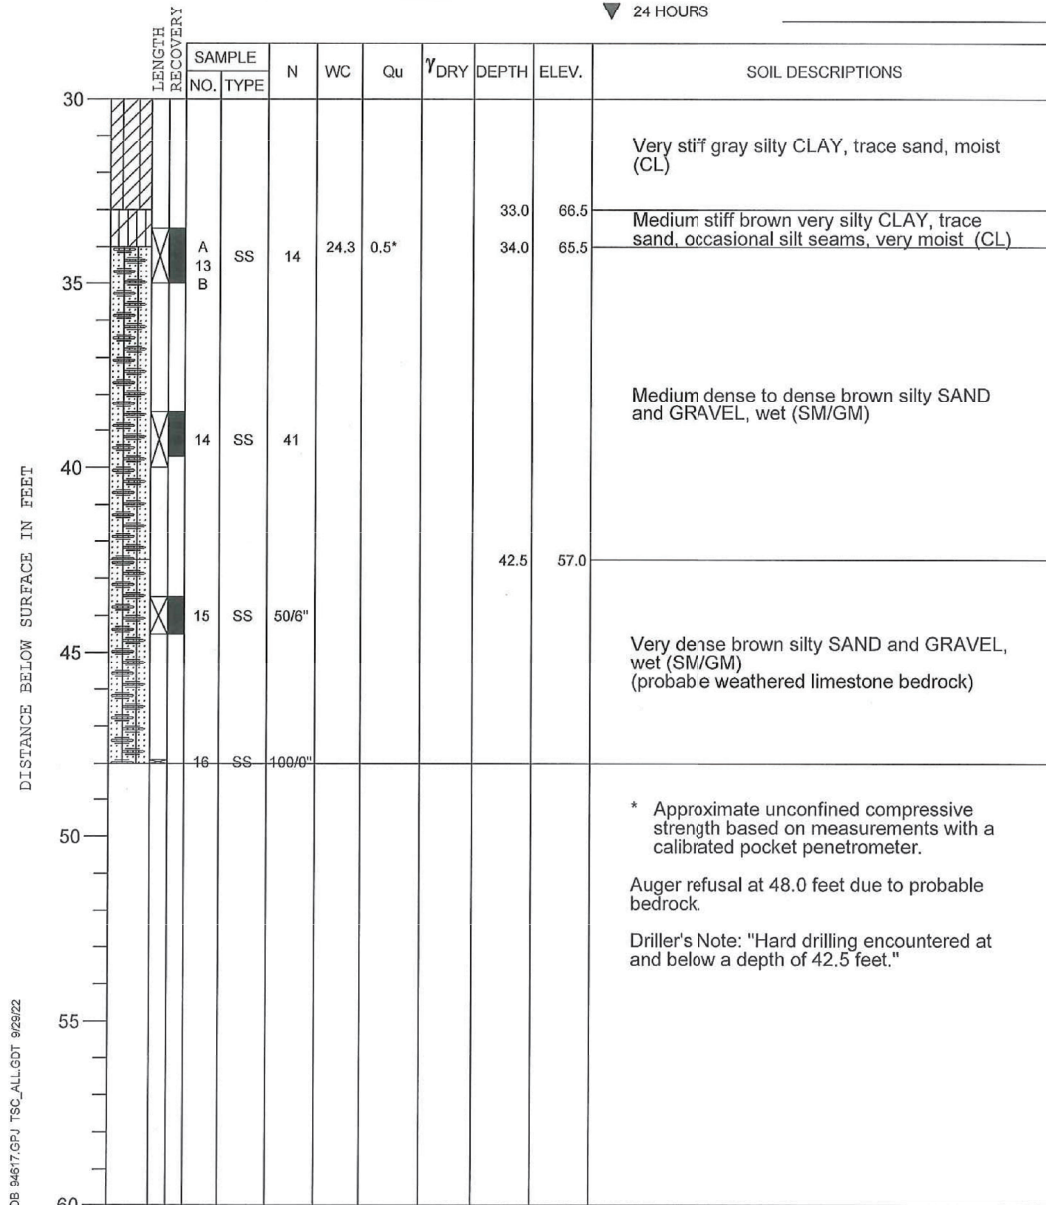 ▼ 24 HOURS
LENGTH
RECOVERY
SAMPLE
NO. TYPE N WC Qu γDRY DEPTH ELEV. SOIL DESCRIPTIONS
30
Very stiff gray silty CLAY, trace sand, moist
(CL)
33.0 66.5
Medium stiff brown very silty CLAY, trace
sand, occasional silt seams, very moist (CL)
A
13 SS 14 24.3 0.5* 34.0 65.5
B
35
Medium dense to dense brown silty SAND
and GRAVEL, wet (SM/GM)
14 SS 41
40
42.5 57.0
15 SS 50/6"
45
Very dense brown silty SAND and GRAVEL,
wet (SM/GM)
(probable weathered limestone bedrock)
16 SS 100/0"
* Approximate unconfined compressive
strength based on measurements with a
calibrated pocket penetrometer.
50
Auger refusal at 48.0 feet due to probable
bedrock.
Driller's Note: "Hard drilling encountered at
and below a depth of 42.5 feet."
55
60
DISTANCE BELOW SURFACE IN FEET
94617.GPJ TSC_ALL.GDT 9/29/22